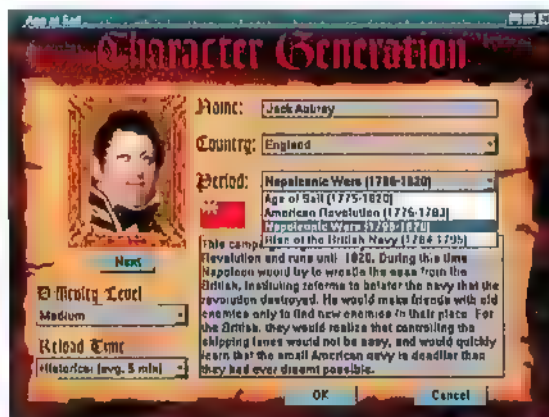 Age of Sail
Character Generation
Name: Jack Aubrey
Country: England
Period: Napoleonic Wars (1796-1820)
Age of Sail (1775-1820)
American Revolution (1775-1783)
Napoleonic Wars (1796-1820)
Rise of the British Navy (1784-1795)
This
Revolution and runs until 1820. During this time
Napoleon would try to wrestle the seas from the
British, instituting reforms to bolster the navy that the
revolution destroyed. He would make friends with old
enemies only to find new enemies in their place. For
the British, they would realize that controlling the
shipping lanes would not be easy, and would quickly
learn that the small American navy is deadlier than
they had ever dreamt possible.
Next
Difficulty Level
Medium
Reload Time
Historical (avg. 5 min)
OK
Cancel